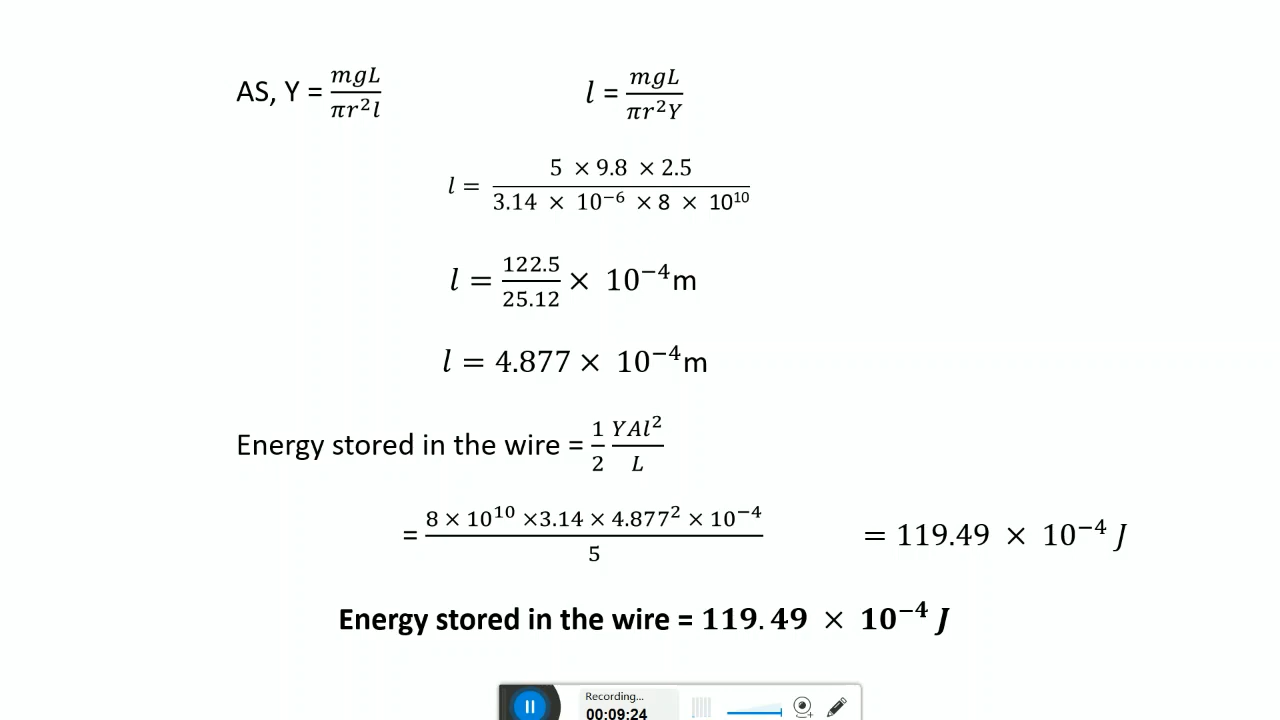 AS, Y = mgL/πr²l    l = mgL/πr²Y
l = 5 × 9.8 × 2.5 / 3.14 × 10⁻⁶ × 8 × 10¹⁰
l = 122.5/25.12 × 10⁻⁴m
l = 4.877 × 10⁻⁴m
Energy stored in the wire = 1/2 YAl²/L
= 8 × 10¹⁰ ×3.14 × 4.877² × 10⁻⁴ / 5    = 119.49 × 10⁻⁴ J
Energy stored in the wire = 119.49 × 10⁻⁴ J
Recording...
00:09:24